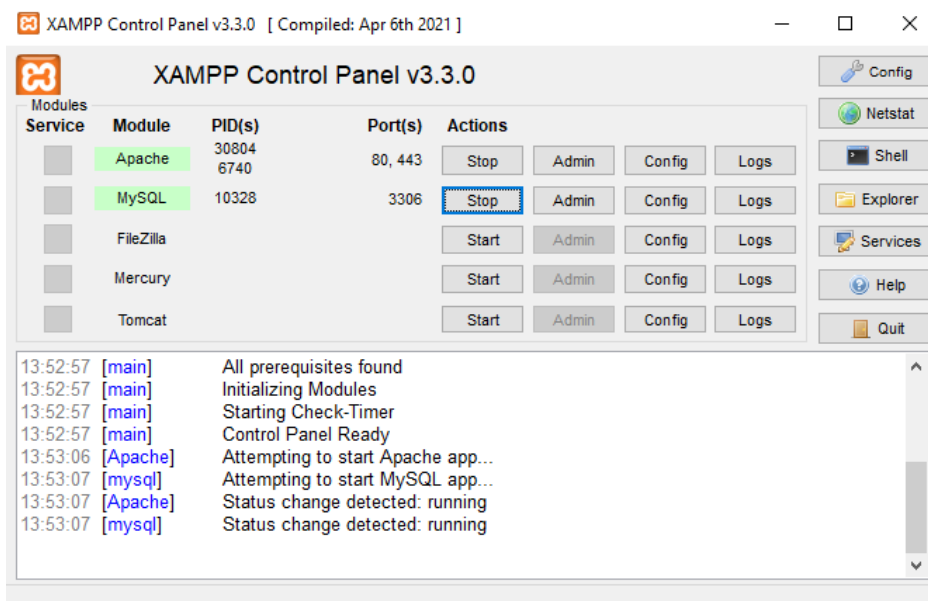 XAMPP Control Panel v3.3.0 [ Compiled: Apr 6th 2021 ]
XAMPP Control Panel v3.3.0
Config
Modules
Service Module PID(s) Port(s) Actions
Netstat
Apache 30804 6740 80, 443 Stop Admin Config Logs
Shell
MySQL 10328 3306 Stop Admin Config Logs
Explorer
FileZilla Start Admin Config Logs
Services
Mercury Start Admin Config Logs
Help
Tomcat Start Admin Config Logs
Quit
13:52:57 [main] All prerequisites found
13:52:57 [main] Initializing Modules
13:52:57 [main] Starting Check-Timer
13:52:57 [main] Control Panel Ready
13:53:06 [Apache] Attempting to start Apache app...
13:53:07 [mysql] Attempting to start MySQL app...
13:53:07 [Apache] Status change detected: running
13:53:07 [mysql] Status change detected: running